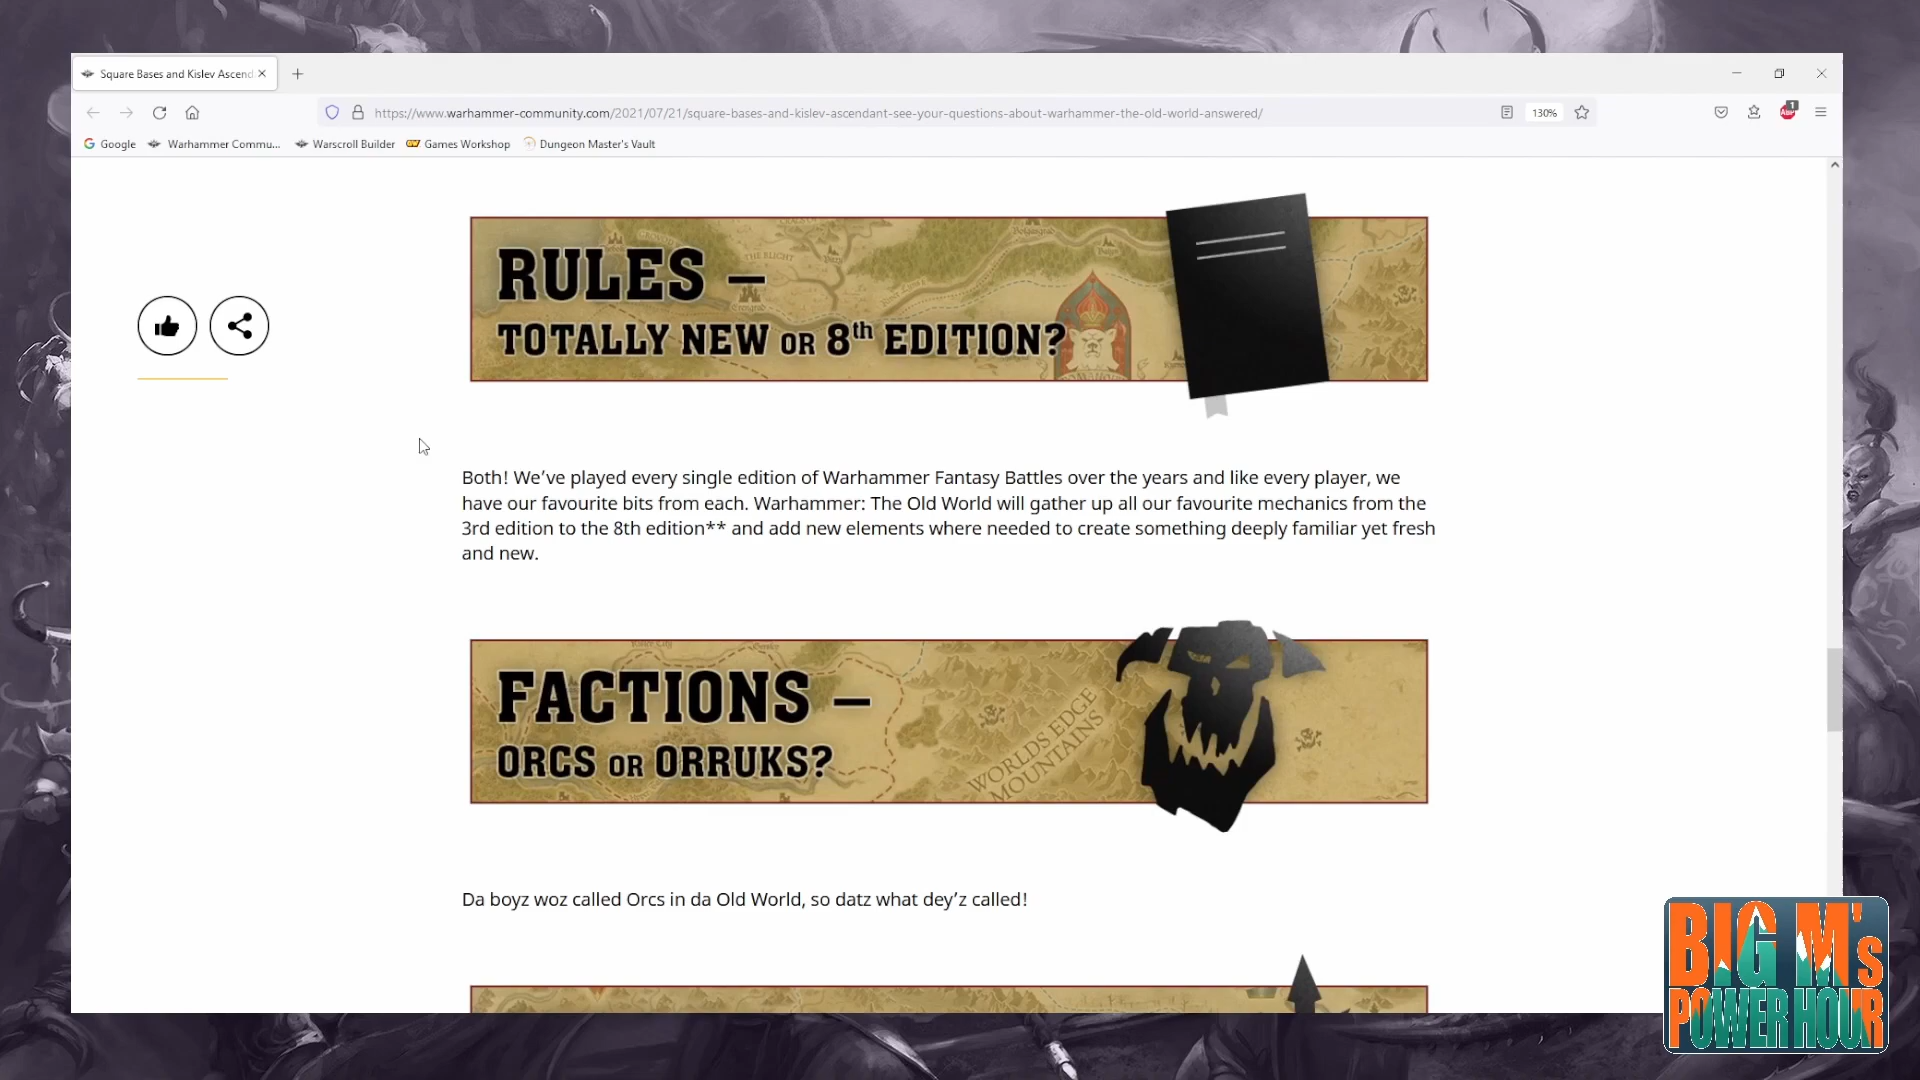 Square Bases and Kislev Ascend
https://www.warhammer-community.com/2021/07/21/square-bases-and-kislev-ascendant-see-your-questions-about-warhammer-the-old-world-answered/
130%
1
Google
Warhammer Commu...
Warscroll Builder
Games Workshop
Dungeon Master's Vault
RULES –
TOTALLY NEW OR 8th EDITION?
THE BLIGHT
Both! We’ve played every single edition of Warhammer Fantasy Battles over the years and like every player, we
have our favourite bits from each. Warhammer: The Old World will gather up all our favourite mechanics from the
3rd edition to the 8th edition** and add new elements where needed to create something deeply familiar yet fresh
and new.
FACTIONS –
ORCS OR ORRUKS?
WORLDS EDGE
MOUNTAINS
Da boyz woz called Orcs in da Old World, so datz what dey’z called!
BIG M's
POWER HOUR